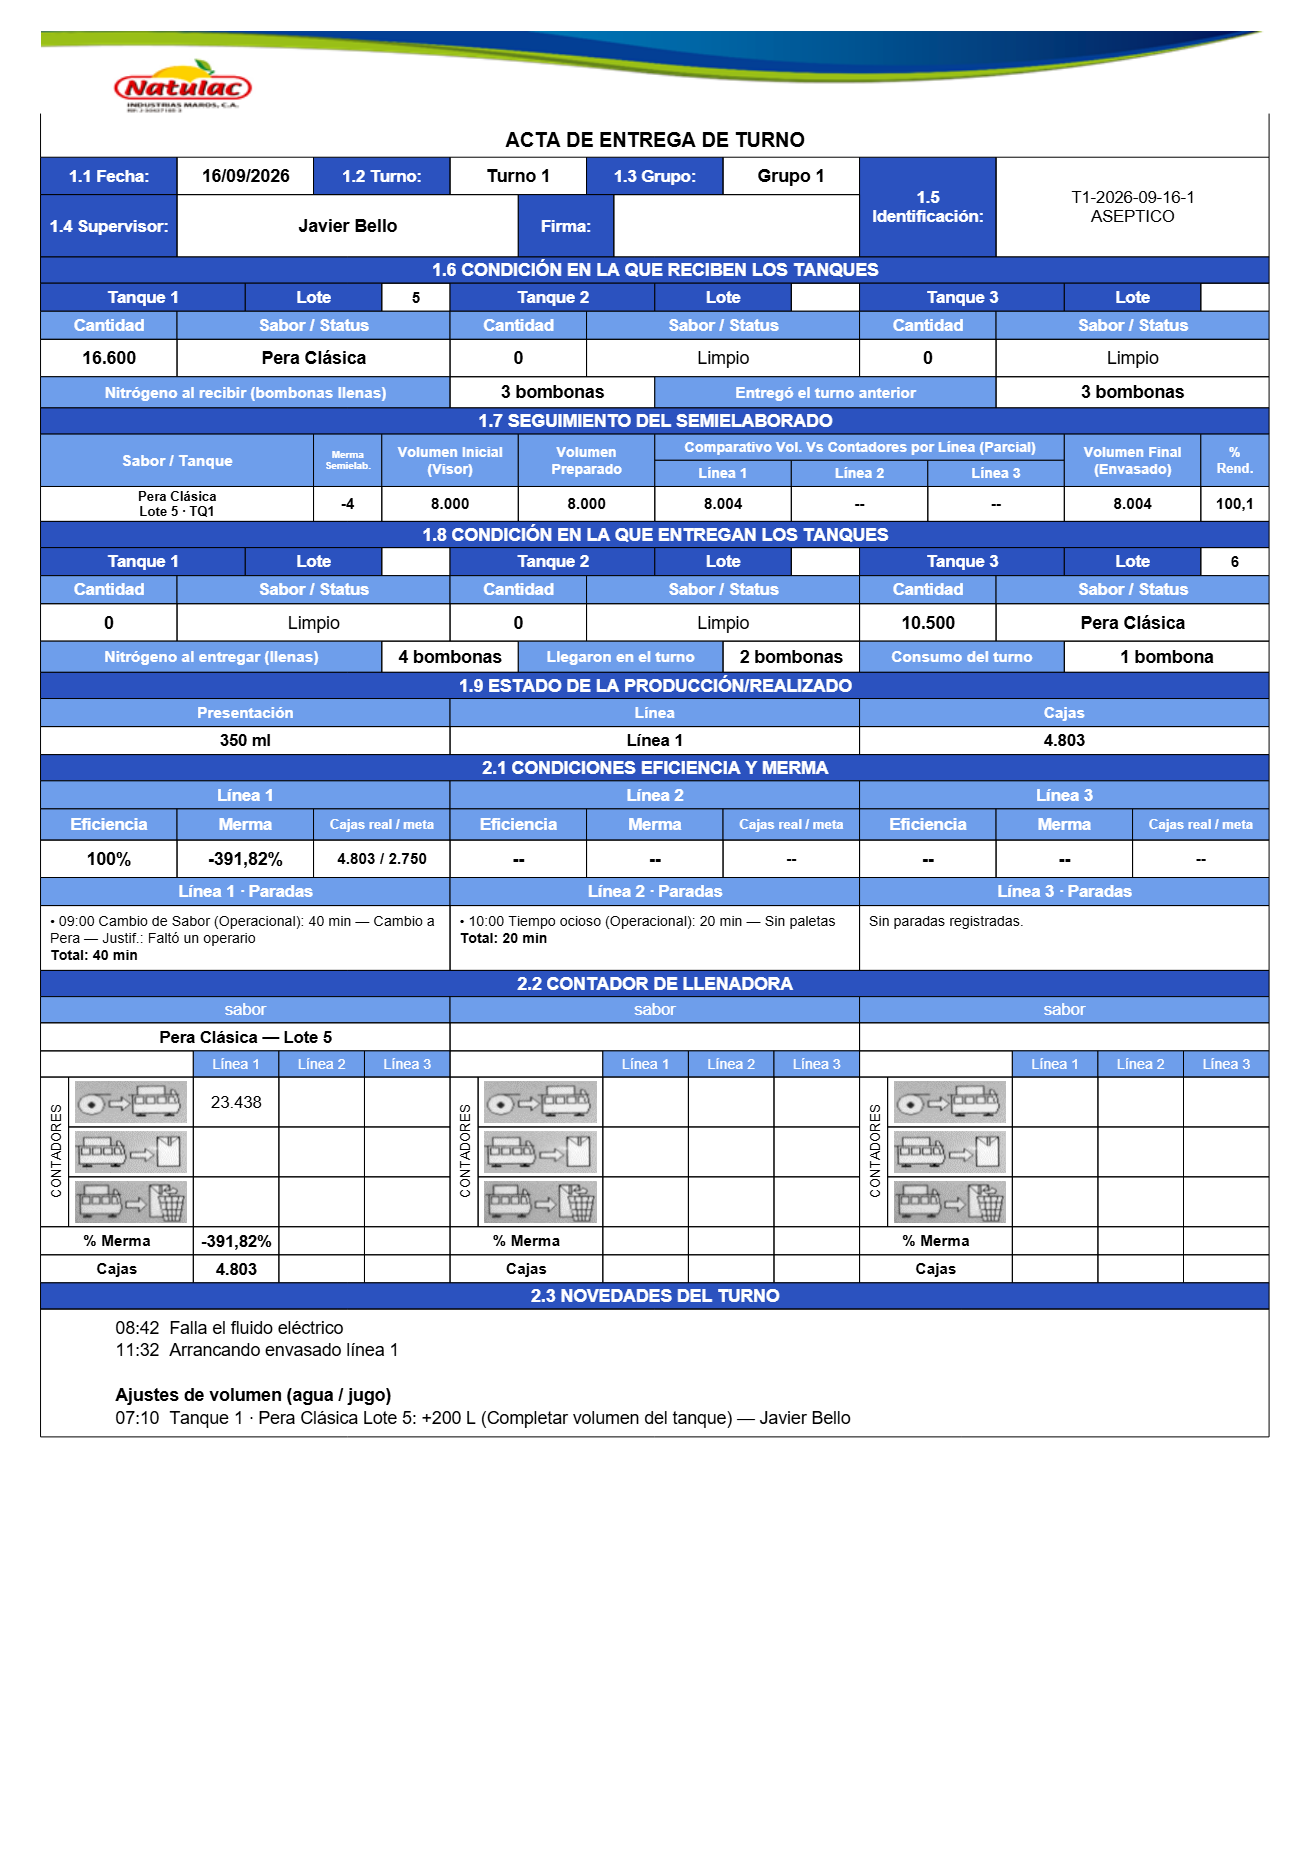 Natulac
INDUSTRIAS MAROS, C.A.
ACTA DE ENTREGA DE TURNO
1.1 Fecha: 16/09/2026 1.2 Turno: Turno 1 1.3 Grupo: Grupo 1
1.5 Identificación: T1-2026-09-16-1 ASEPTICO
1.4 Supervisor: Javier Bello Firma:
1.6 CONDICIÓN EN LA QUE RECIBEN LOS TANQUES
Tanque 1 Lote 5 Tanque 2 Lote Tanque 3 Lote
Cantidad Sabor / Status Cantidad Sabor / Status Cantidad Sabor / Status
16.600 Pera Clásica 0 Limpio 0 Limpio
Nitrógeno al recibir (bombonas llenas) 3 bombonas Entregó el turno anterior 3 bombonas
1.7 SEGUIMIENTO DEL SEMIELABORADO
Sabor / Tanque Merma Semielab. Volumen Inicial (Visor) Volumen Preparado Comparativo Vol. Vs Contadores por Línea (Parcial) Volumen Final (Envasado) % Rend.
Línea 1 Línea 2 Línea 3
Pera Clásica Lote 5 · TQ1 -4 8.000 8.000 8.004 -- -- 8.004 100,1
1.8 CONDICIÓN EN LA QUE ENTREGAN LOS TANQUES
Tanque 1 Lote Tanque 2 Lote Tanque 3 Lote 6
Cantidad Sabor / Status Cantidad Sabor / Status Cantidad Sabor / Status
0 Limpio 0 Limpio 10.500 Pera Clásica
Nitrógeno al entregar (llenas) 4 bombonas Llegaron en el turno 2 bombonas Consumo del turno 1 bombona
1.9 ESTADO DE LA PRODUCCIÓN/REALIZADO
Presentación Línea Cajas
350 ml Línea 1 4.803
2.1 CONDICIONES EFICIENCIA Y MERMA
Línea 1 Línea 2 Línea 3
Eficiencia Merma Cajas real / meta Eficiencia Merma Cajas real / meta Eficiencia Merma Cajas real / meta
100% -391,82% 4.803 / 2.750 -- -- -- -- -- --
Línea 1 · Paradas Línea 2 · Paradas Línea 3 · Paradas
• 09:00 Cambio de Sabor (Operacional): 40 min — Cambio a
Pera — Justif.: Faltó un operario
Total: 40 min
• 10:00 Tiempo ocioso (Operacional): 20 min — Sin paletas
Total: 20 min
Sin paradas registradas.
2.2 CONTADOR DE LLENADORA
sabor sabor sabor
Pera Clásica — Lote 5
Línea 1 Línea 2 Línea 3 Línea 1 Línea 2 Línea 3 Línea 1 Línea 2 Línea 3
CONTADORES 23.438 CONTADORES CONTADORES
% Merma -391,82% % Merma % Merma
Cajas 4.803 Cajas Cajas
2.3 NOVEDADES DEL TURNO
08:42 Falla el fluido eléctrico
11:32 Arrancando envasado línea 1
Ajustes de volumen (agua / jugo)
07:10 Tanque 1 · Pera Clásica Lote 5: +200 L (Completar volumen del tanque) — Javier Bello